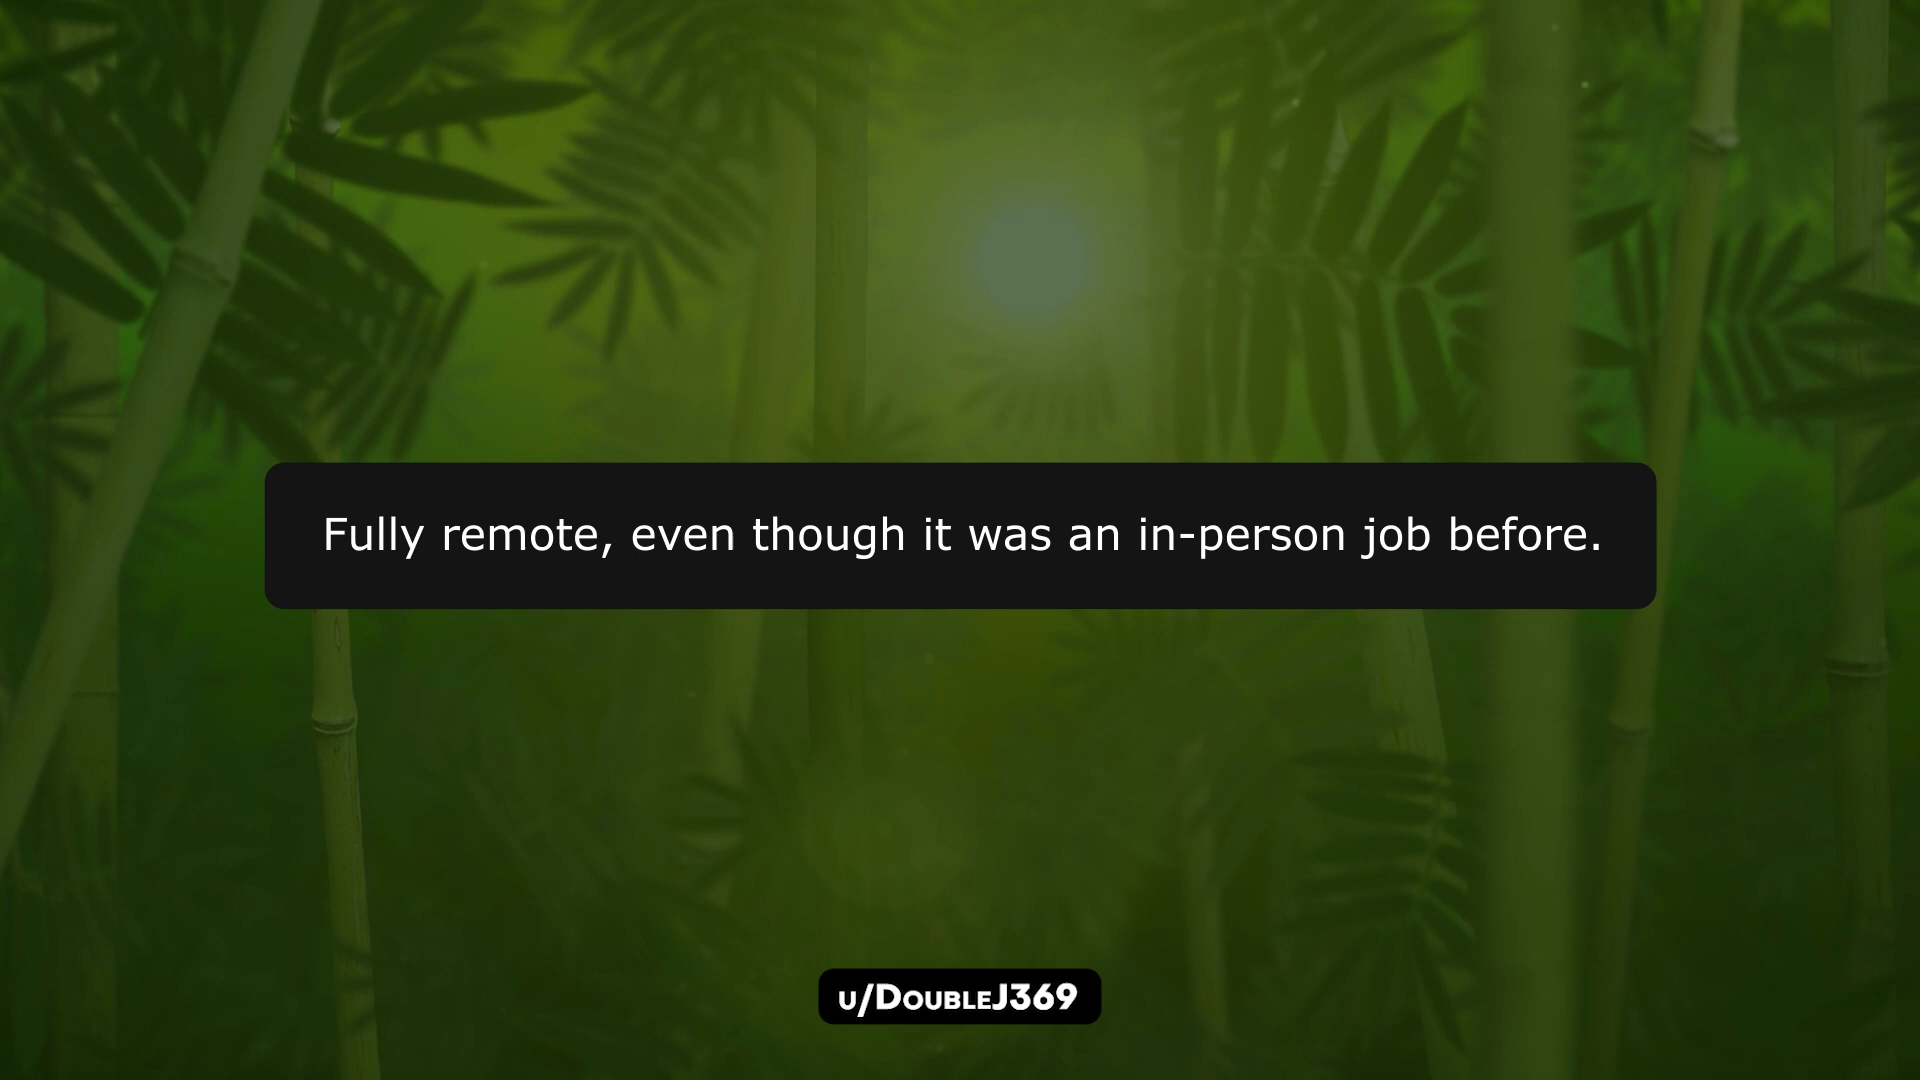 Fully remote, even though it was an in-person job before.
u/DoubleJ369